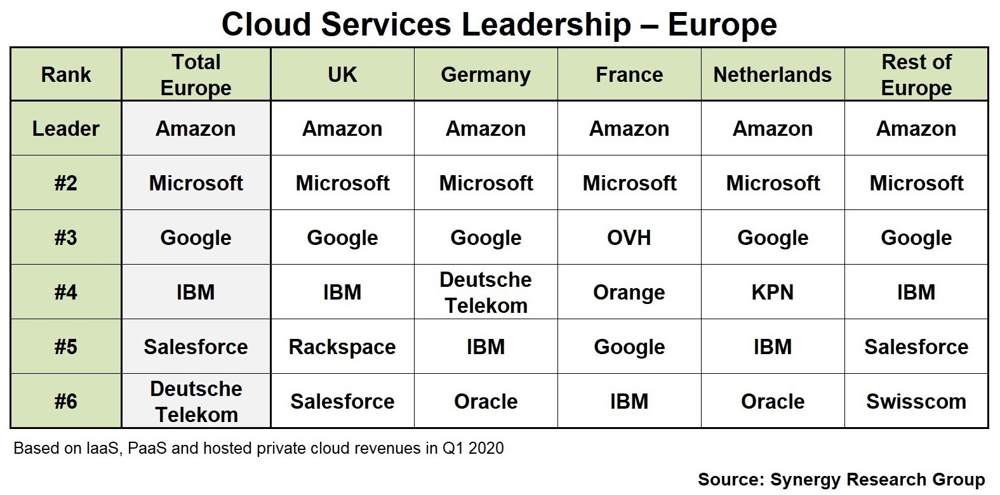 Cloud Services Leadership – Europe
Rank Total Europe UK Germany France Netherlands Rest of Europe
Leader Amazon Amazon Amazon Amazon Amazon Amazon
#2 Microsoft Microsoft Microsoft Microsoft Microsoft Microsoft
#3 Google Google Google OVH Google Google
#4 IBM IBM Deutsche Telekom Orange KPN IBM
#5 Salesforce Rackspace IBM Google IBM Salesforce
#6 Deutsche Telekom Salesforce Oracle IBM Oracle Swisscom
Based on IaaS, PaaS and hosted private cloud revenues in Q1 2020
Source: Synergy Research Group